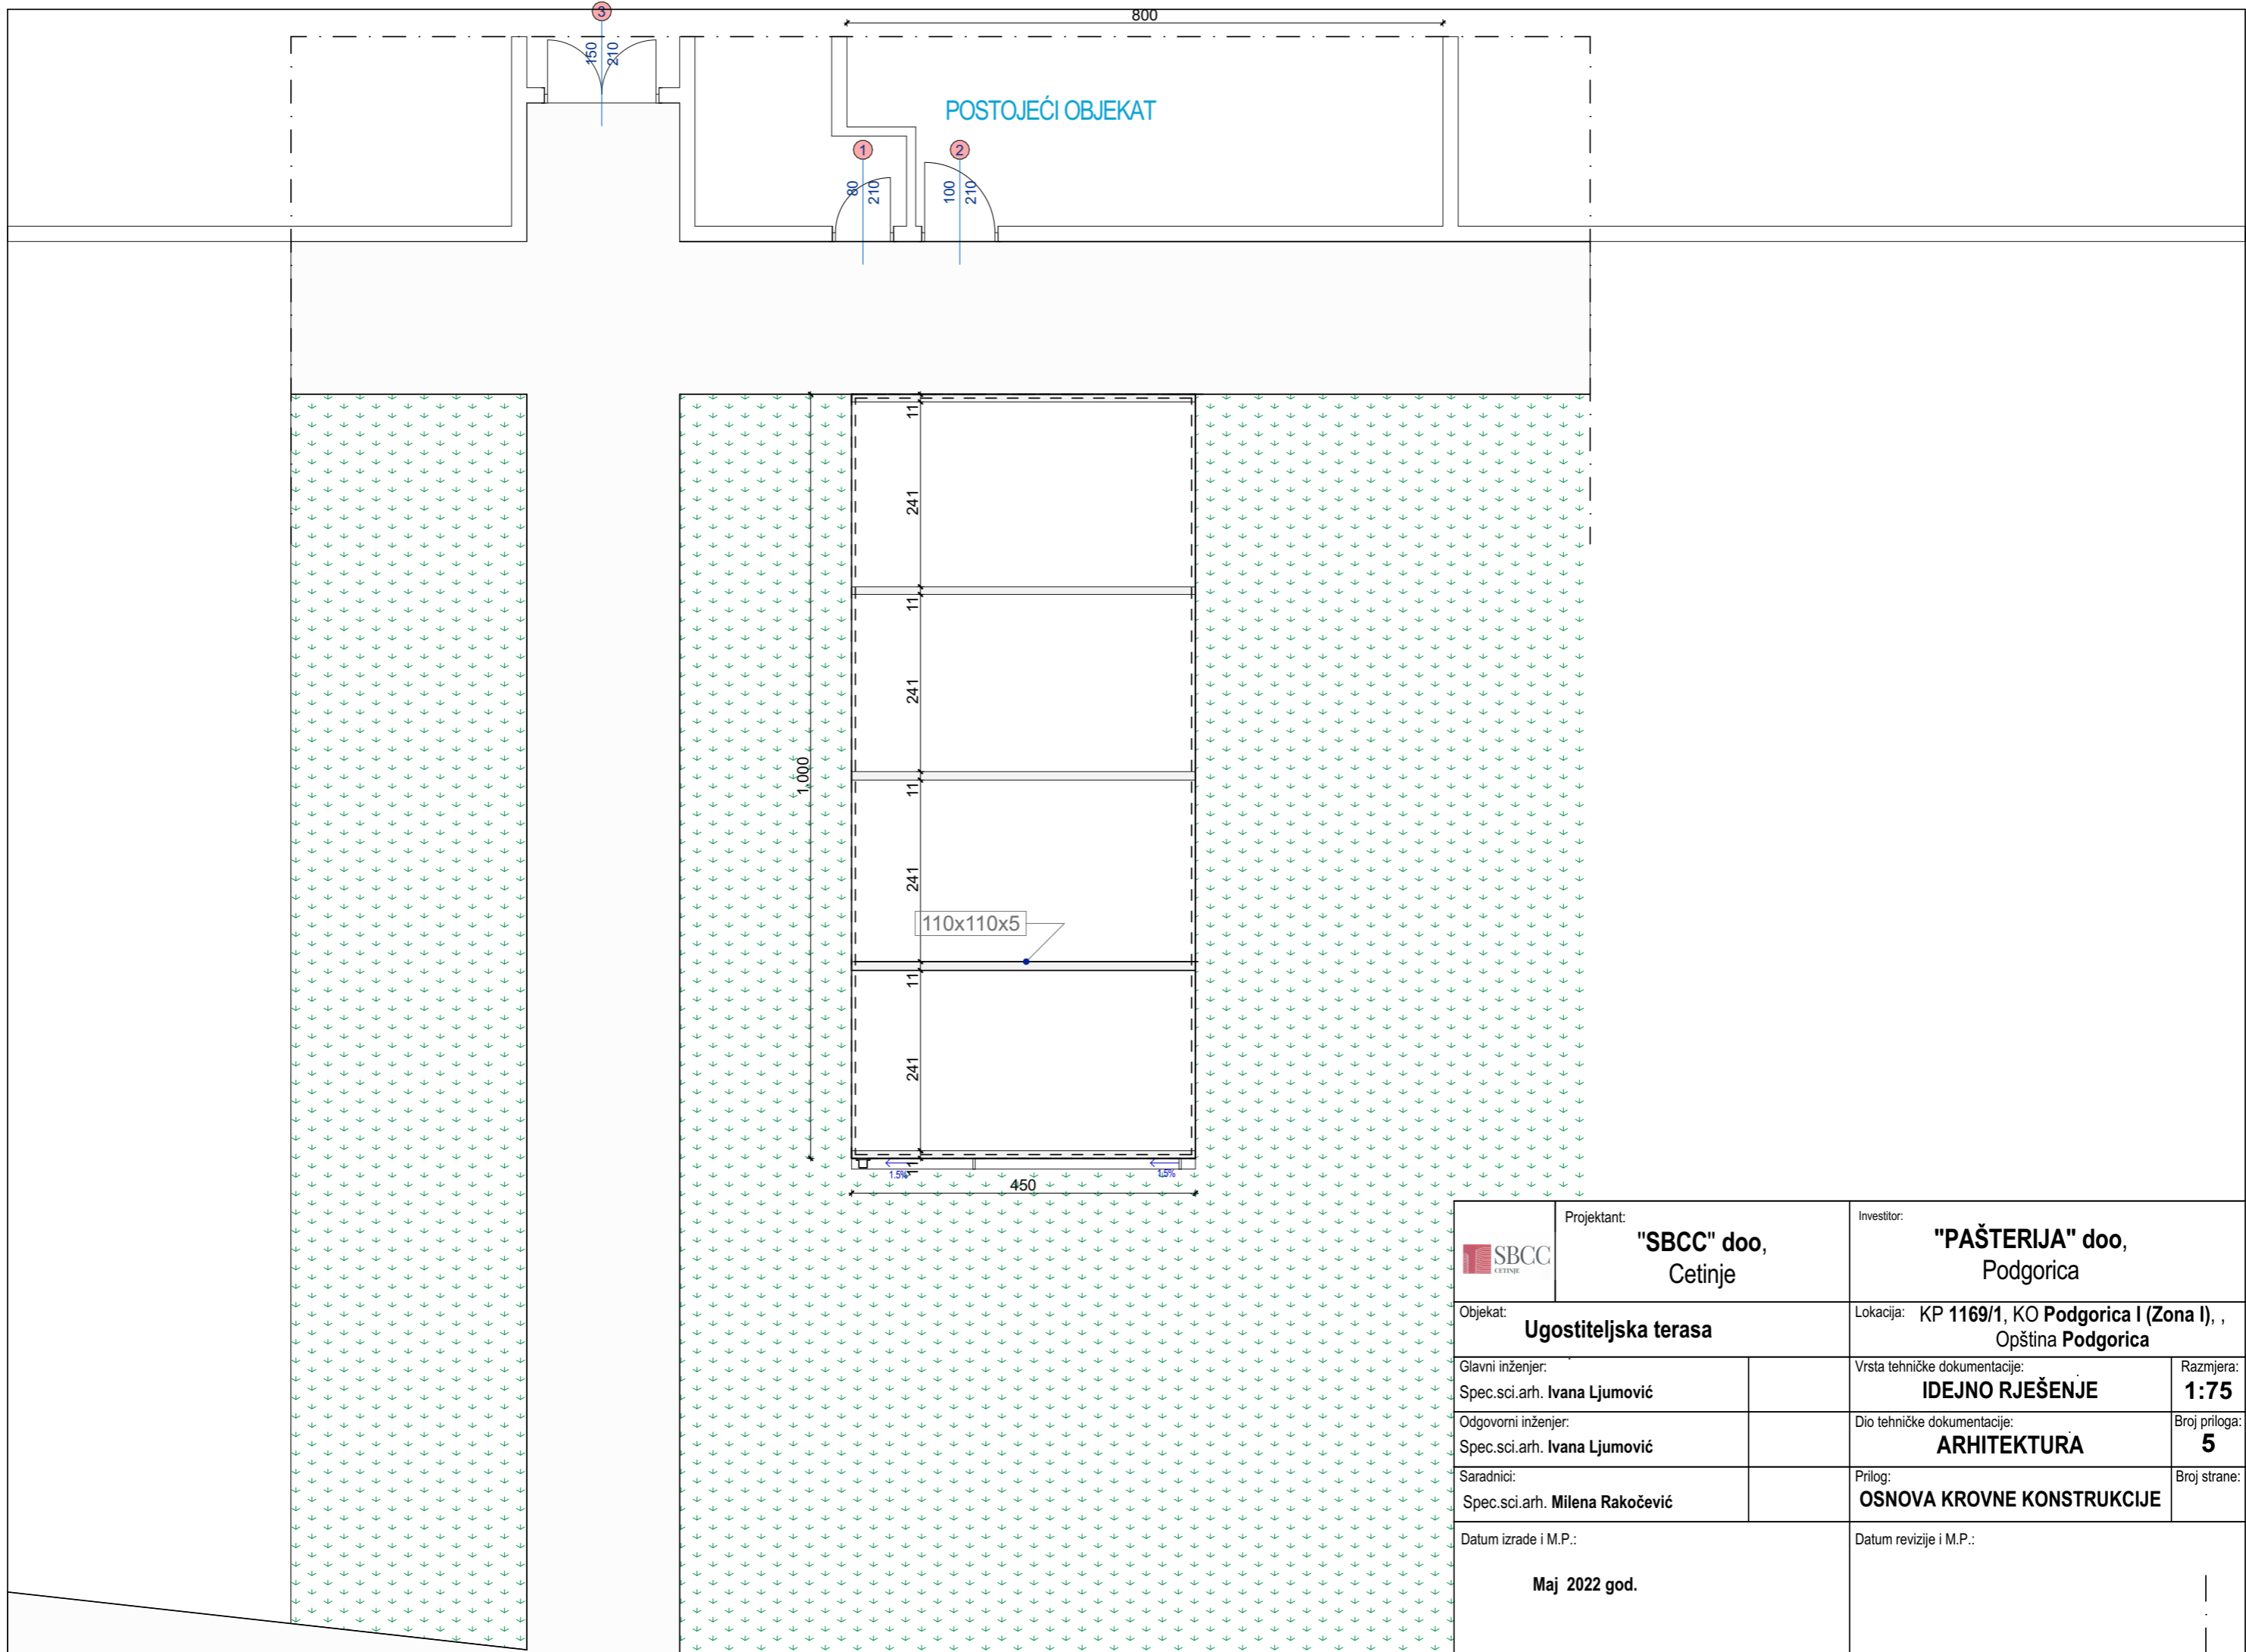 3
150
210
800
POSTOJEĆI OBJEKAT
1
80
210
2
100
210
11
241
11
241
1.000
11
241
110x110x5
11
241
11
1.5%
1.5%
450
SBCC
CETINJE
Projektant:
"SBCC" doo,
Cetinje
Investitor:
"PAŠTERIJA" doo,
Podgorica
Objekat:
Ugostiteljska terasa
Lokacija: KP 1169/1, KO Podgorica I (Zona I), ,
Opština Podgorica
Glavni inženjer:
Spec.sci.arh. Ivana Ljumović
Vrsta tehničke dokumentacije:
IDEJNO RJEŠENJE
Razmjera:
1:75
Odgovorni inženjer:
Spec.sci.arh. Ivana Ljumović
Dio tehničke dokumentacije:
ARHITEKTURA
Broj priloga:
5
Saradnici:
Spec.sci.arh. Milena Rakočević
Prilog:
OSNOVA KROVNE KONSTRUKCIJE
Broj strane:
Datum izrade i M.P.:
Maj 2022 god.
Datum revizije i M.P.: